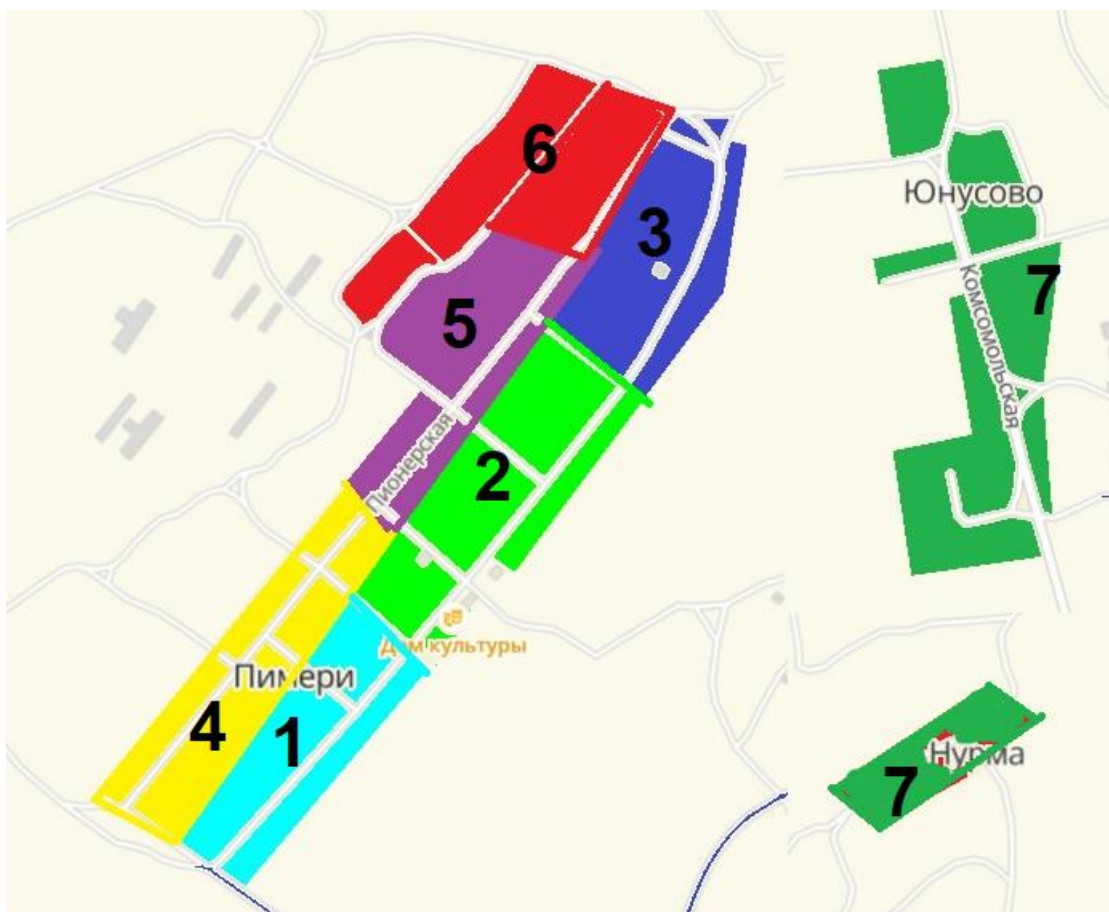 6
3
5
Пионерская
2
Дом культуры
Пимери
4
1
Юнусово
7
Комсомольская
Нурма
7